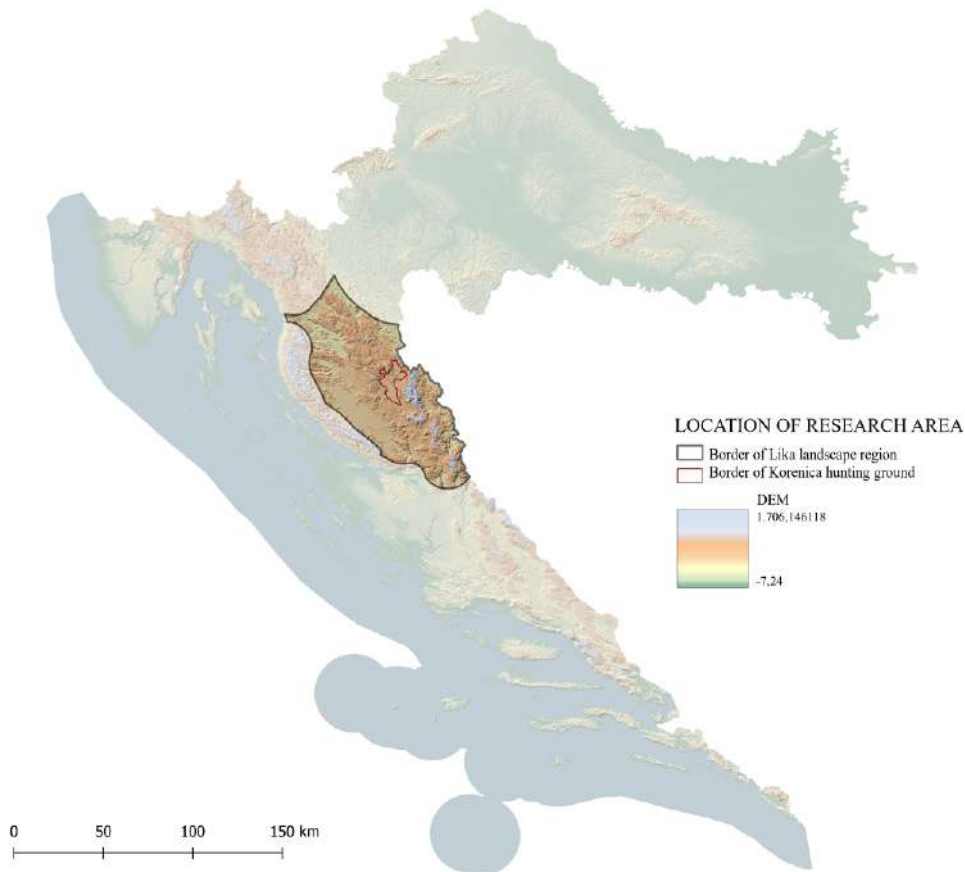 LOCATION OF RESEARCH AREA
Border of Lika landscape region
Border of Korenica hunting ground
DEM
1.706,146118
-7,24
0 50 100 150 km